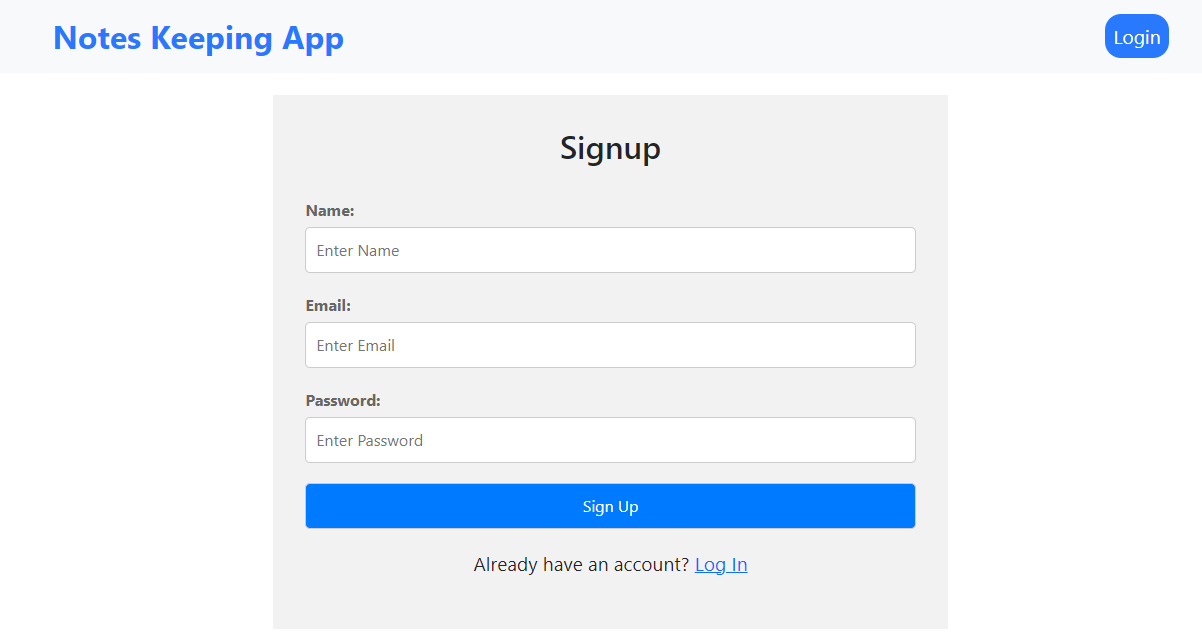 Notes Keeping App
Login
Signup
Name:
Enter Name
Email:
Enter Email
Password:
Enter Password
Sign Up
Already have an account? Log In